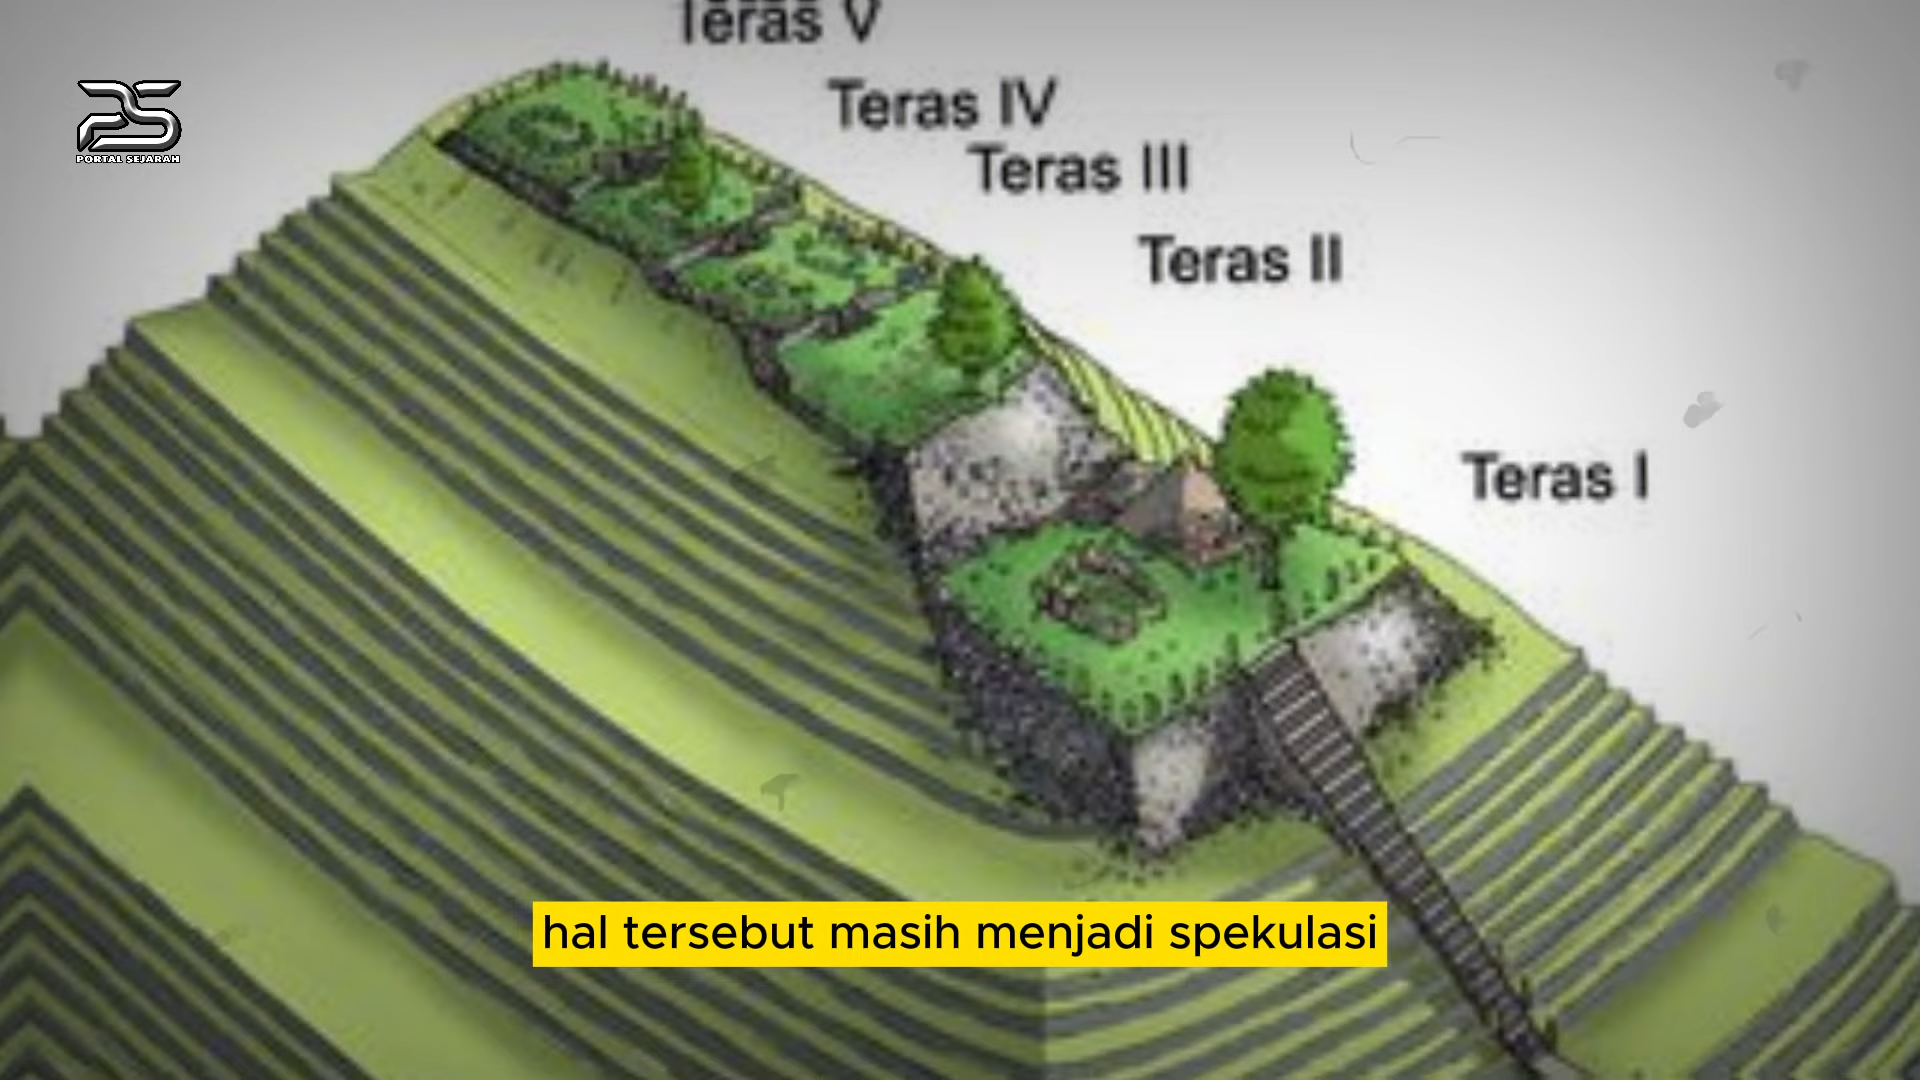 Teras V
PORTAL SEJARAH
Teras IV
Teras III
Teras II
Teras I
hal tersebut masih menjadi spekulasi